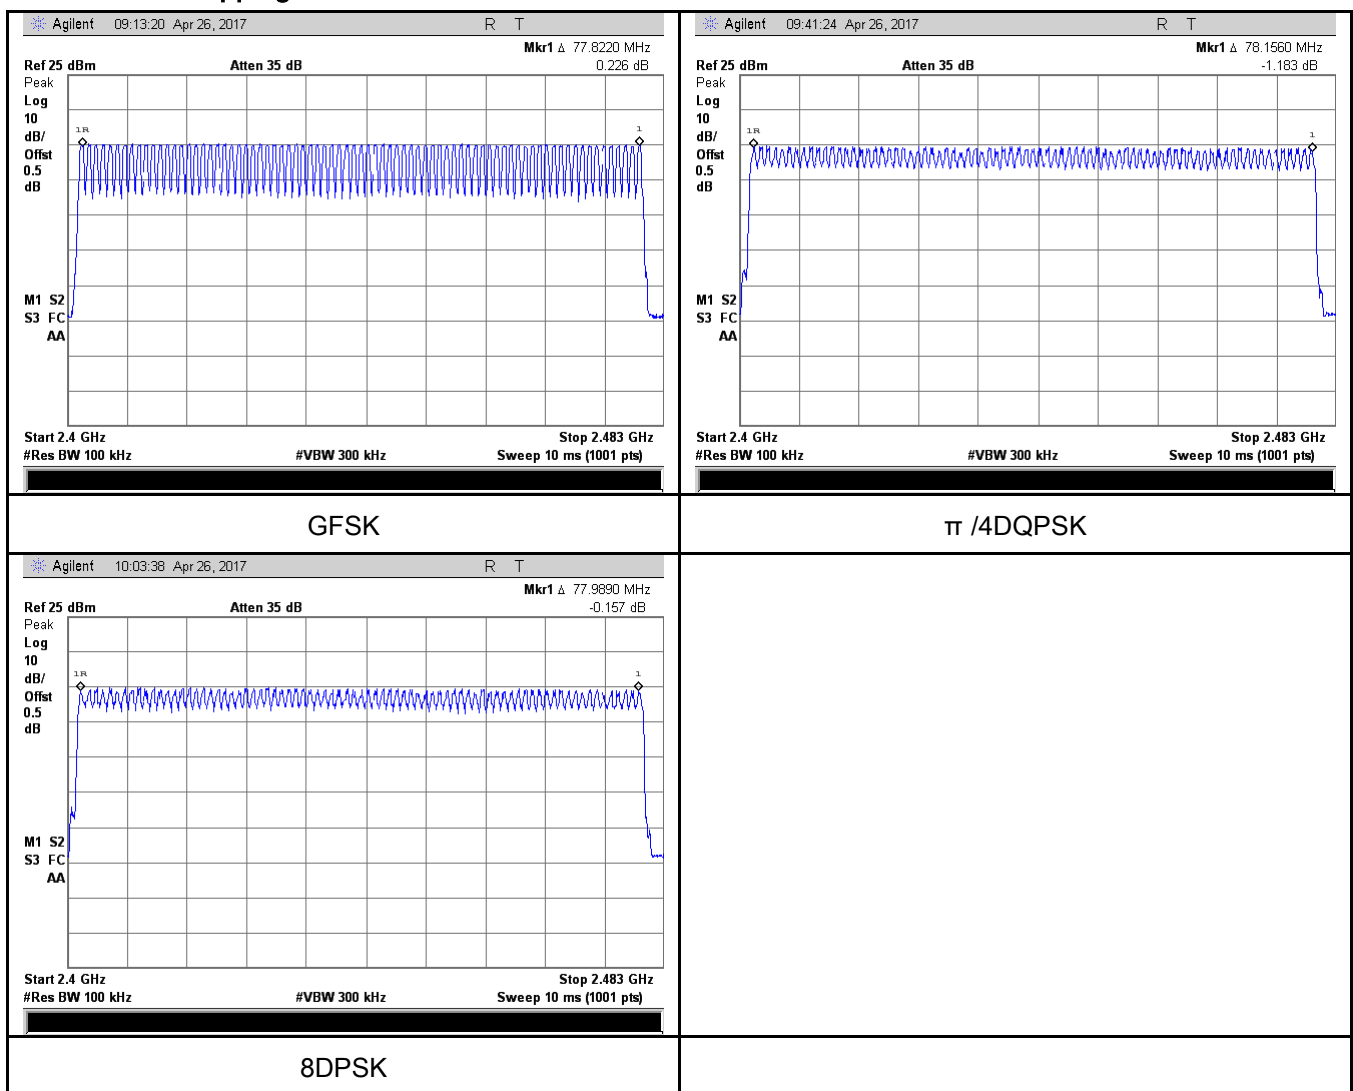 Agilent 09:13:20 Apr 26, 2017 R T
Mkr1 Δ 77.8220 MHz
Ref 25 dBm Atten 35 dB 0.226 dB
Peak
Log
10
dB/
Offst
0.5
dB
1R
1
M1 S2
S3 FC
AA
Start 2.4 GHz Stop 2.483 GHz
#Res BW 100 kHz #VBW 300 kHz Sweep 10 ms (1001 pts)
Agilent 09:41:24 Apr 26, 2017 R T
Mkr1 Δ 78.1560 MHz
Ref 25 dBm Atten 35 dB -1.183 dB
Peak
Log
10
dB/
Offst
0.5
dB
1R
1
M1 S2
S3 FC
AA
Start 2.4 GHz Stop 2.483 GHz
#Res BW 100 kHz #VBW 300 kHz Sweep 10 ms (1001 pts)
GFSK
π /4DQPSK
Agilent 10:03:38 Apr 26, 2017 R T
Mkr1 Δ 77.9890 MHz
Ref 25 dBm Atten 35 dB -0.157 dB
Peak
Log
10
dB/
Offst
0.5
dB
1R
1
M1 S2
S3 FC
AA
Start 2.4 GHz Stop 2.483 GHz
#Res BW 100 kHz #VBW 300 kHz Sweep 10 ms (1001 pts)
8DPSK